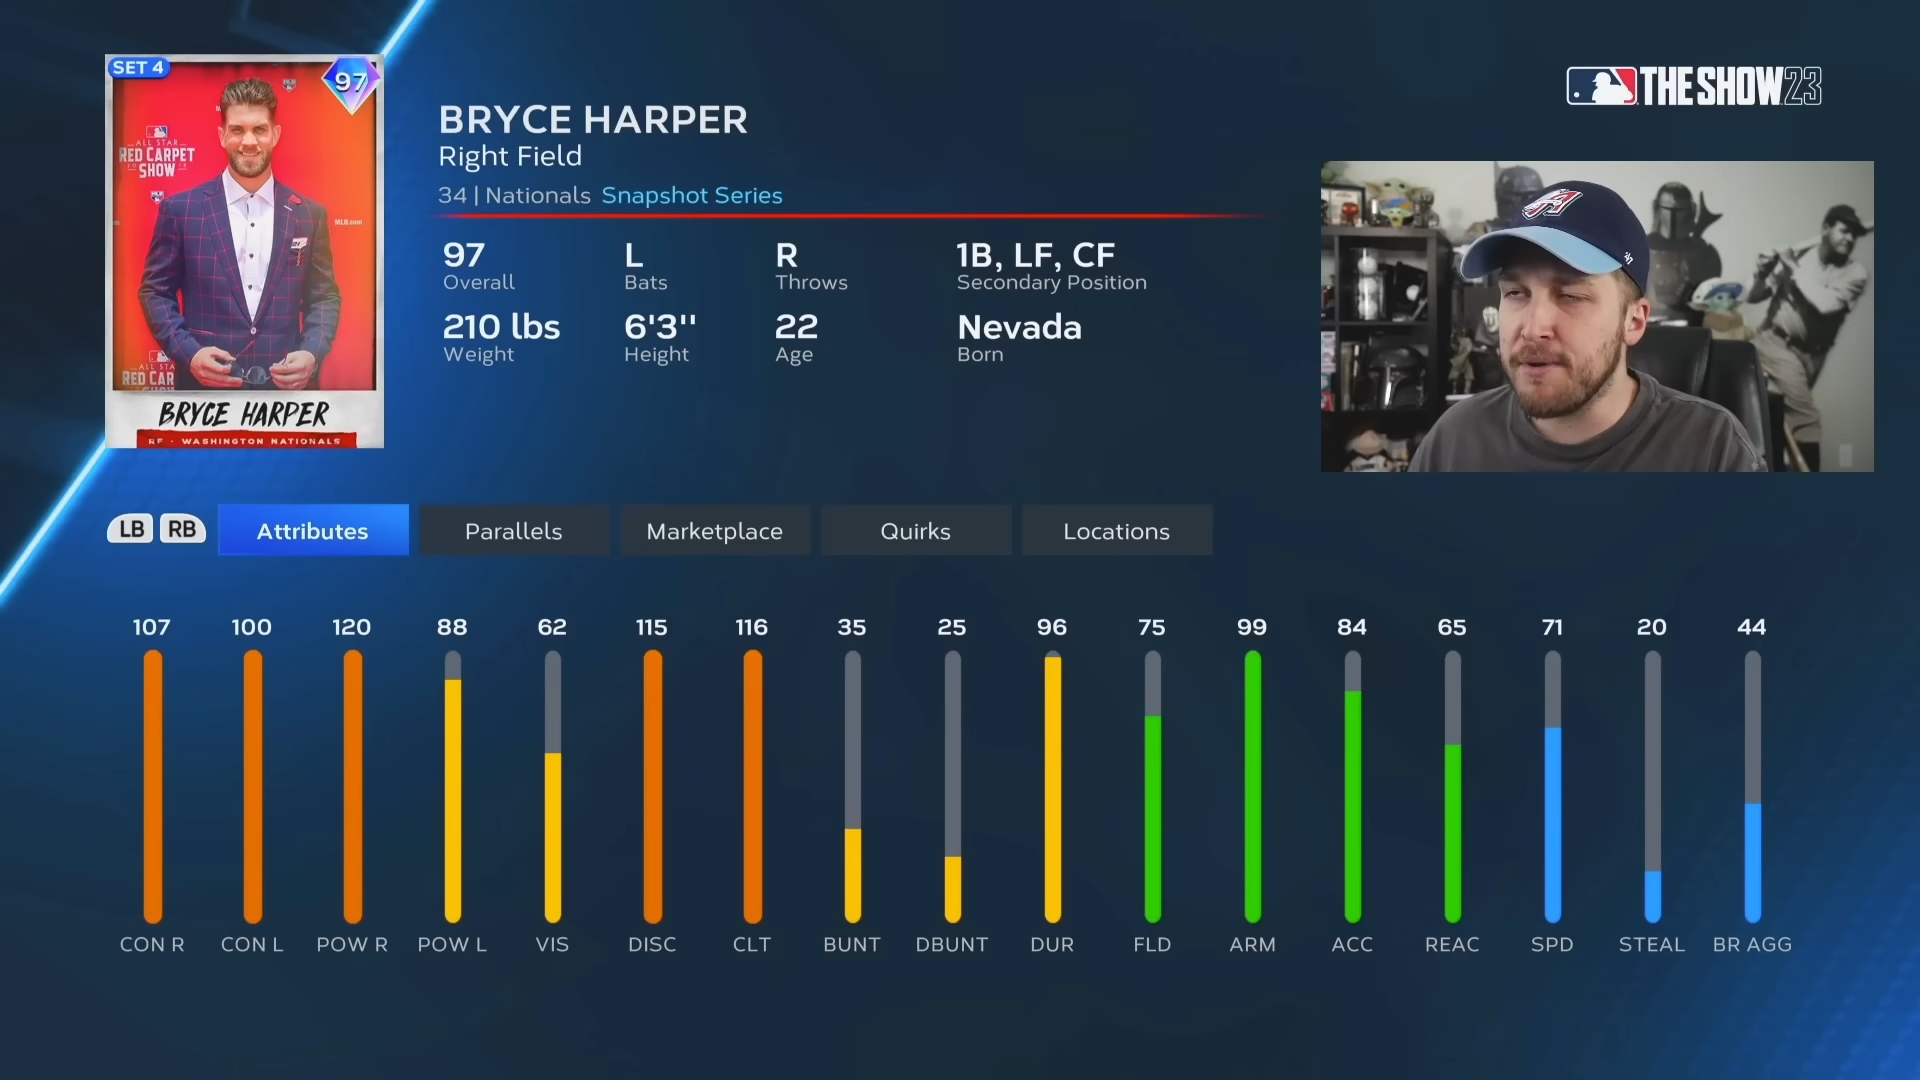 SET 4
97
ALL STAR
RED CARPET
SHOW
MLB.com
RED CAR
BRYCE HARPER
RF - WASHINGTON NATIONALS
THE SHOW 23
BRYCE HARPER
Right Field
34 | Nationals Snapshot Series
97 L R 1B, LF, CF
Overall Bats Throws Secondary Position
210 lbs 6'3'' 22 Nevada
Weight Height Age Born
LB RB Attributes Parallels Marketplace Quirks Locations
107 100 120 88 62 115 116 35 25 96 75 99 84 65 71 20 44
CON R CON L POW R POW L VIS DISC CLT BUNT DBUNT DUR FLD ARM ACC REAC SPD STEAL BR AGG